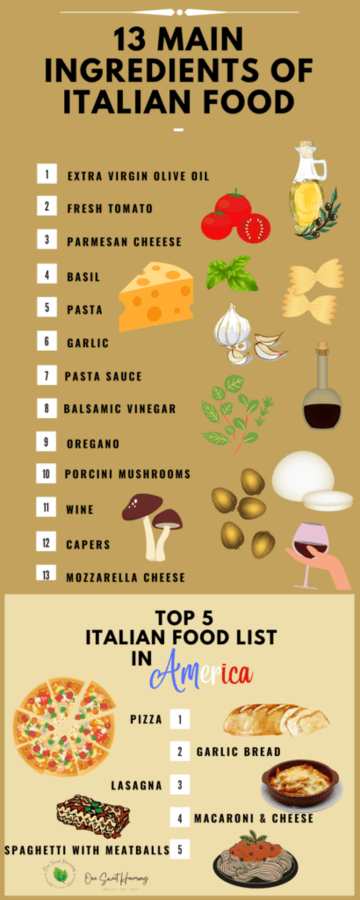 13 MAIN
INGREDIENTS OF
ITALIAN FOOD
1 EXTRA VIRGIN OLIVE OIL
2 FRESH TOMATO
3 PARMESAN CHEEESE
4 BASIL
5 PASTA
6 GARLIC
7 PASTA SAUCE
8 BALSAMIC VINEGAR
9 OREGANO
10 PORCINI MUSHROOMS
11 WINE
12 CAPERS
13 MOZZARELLA CHEESE
TOP 5
ITALIAN FOOD LIST
IN America
PIZZA 1
2 GARLIC BREAD
LASAGNA 3
4 MACARONI & CHEESE
SPAGHETTI WITH MEATBALLS 5